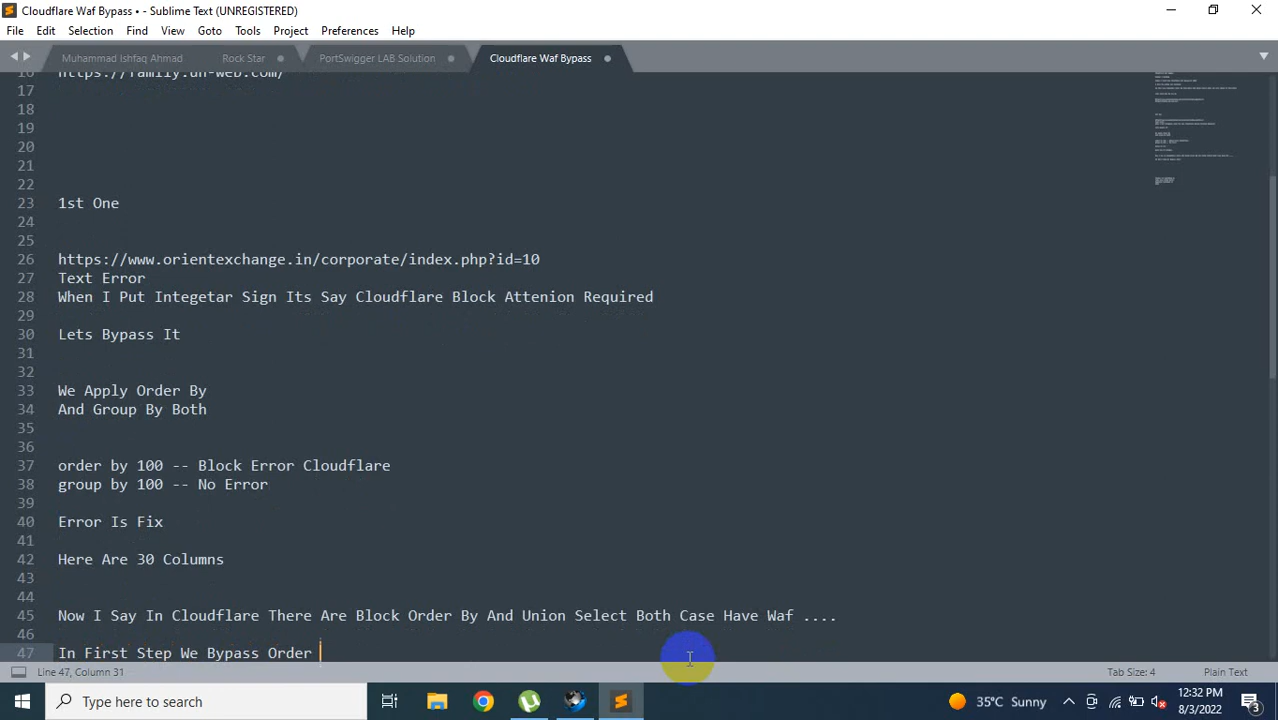 Cloudflare Waf Bypass • - Sublime Text (UNREGISTERED)
File Edit Selection Find View Goto Tools Project Preferences Help
Muhammad Ishfaq Ahmad Rock Star PortSwigger LAB Solution Cloudflare Waf Bypass
16 https://family.uh-web.com/
17
18
19
20
21
22
23 1st One
24
25
26 https://www.orientexchange.in/corporate/index.php?id=10
27 Text Error
28 When I Put Integetar Sign Its Say Cloudflare Block Attenion Required
29
30 Lets Bypass It
31
32
33 We Apply Order By
34 And Group By Both
35
36
37 order by 100 -- Block Error Cloudflare
38 group by 100 -- No Error
39
40 Error Is Fix
41
42 Here Are 30 Columns
43
44
45 Now I Say In Cloudflare There Are Block Order By And Union Select Both Case Have Waf ....
46
47 In First Step We Bypass Order
Line 47, Column 31 Tab Size: 4 Plain Text
Type here to search 35°C Sunny 12:32 PM
8/3/2022 3